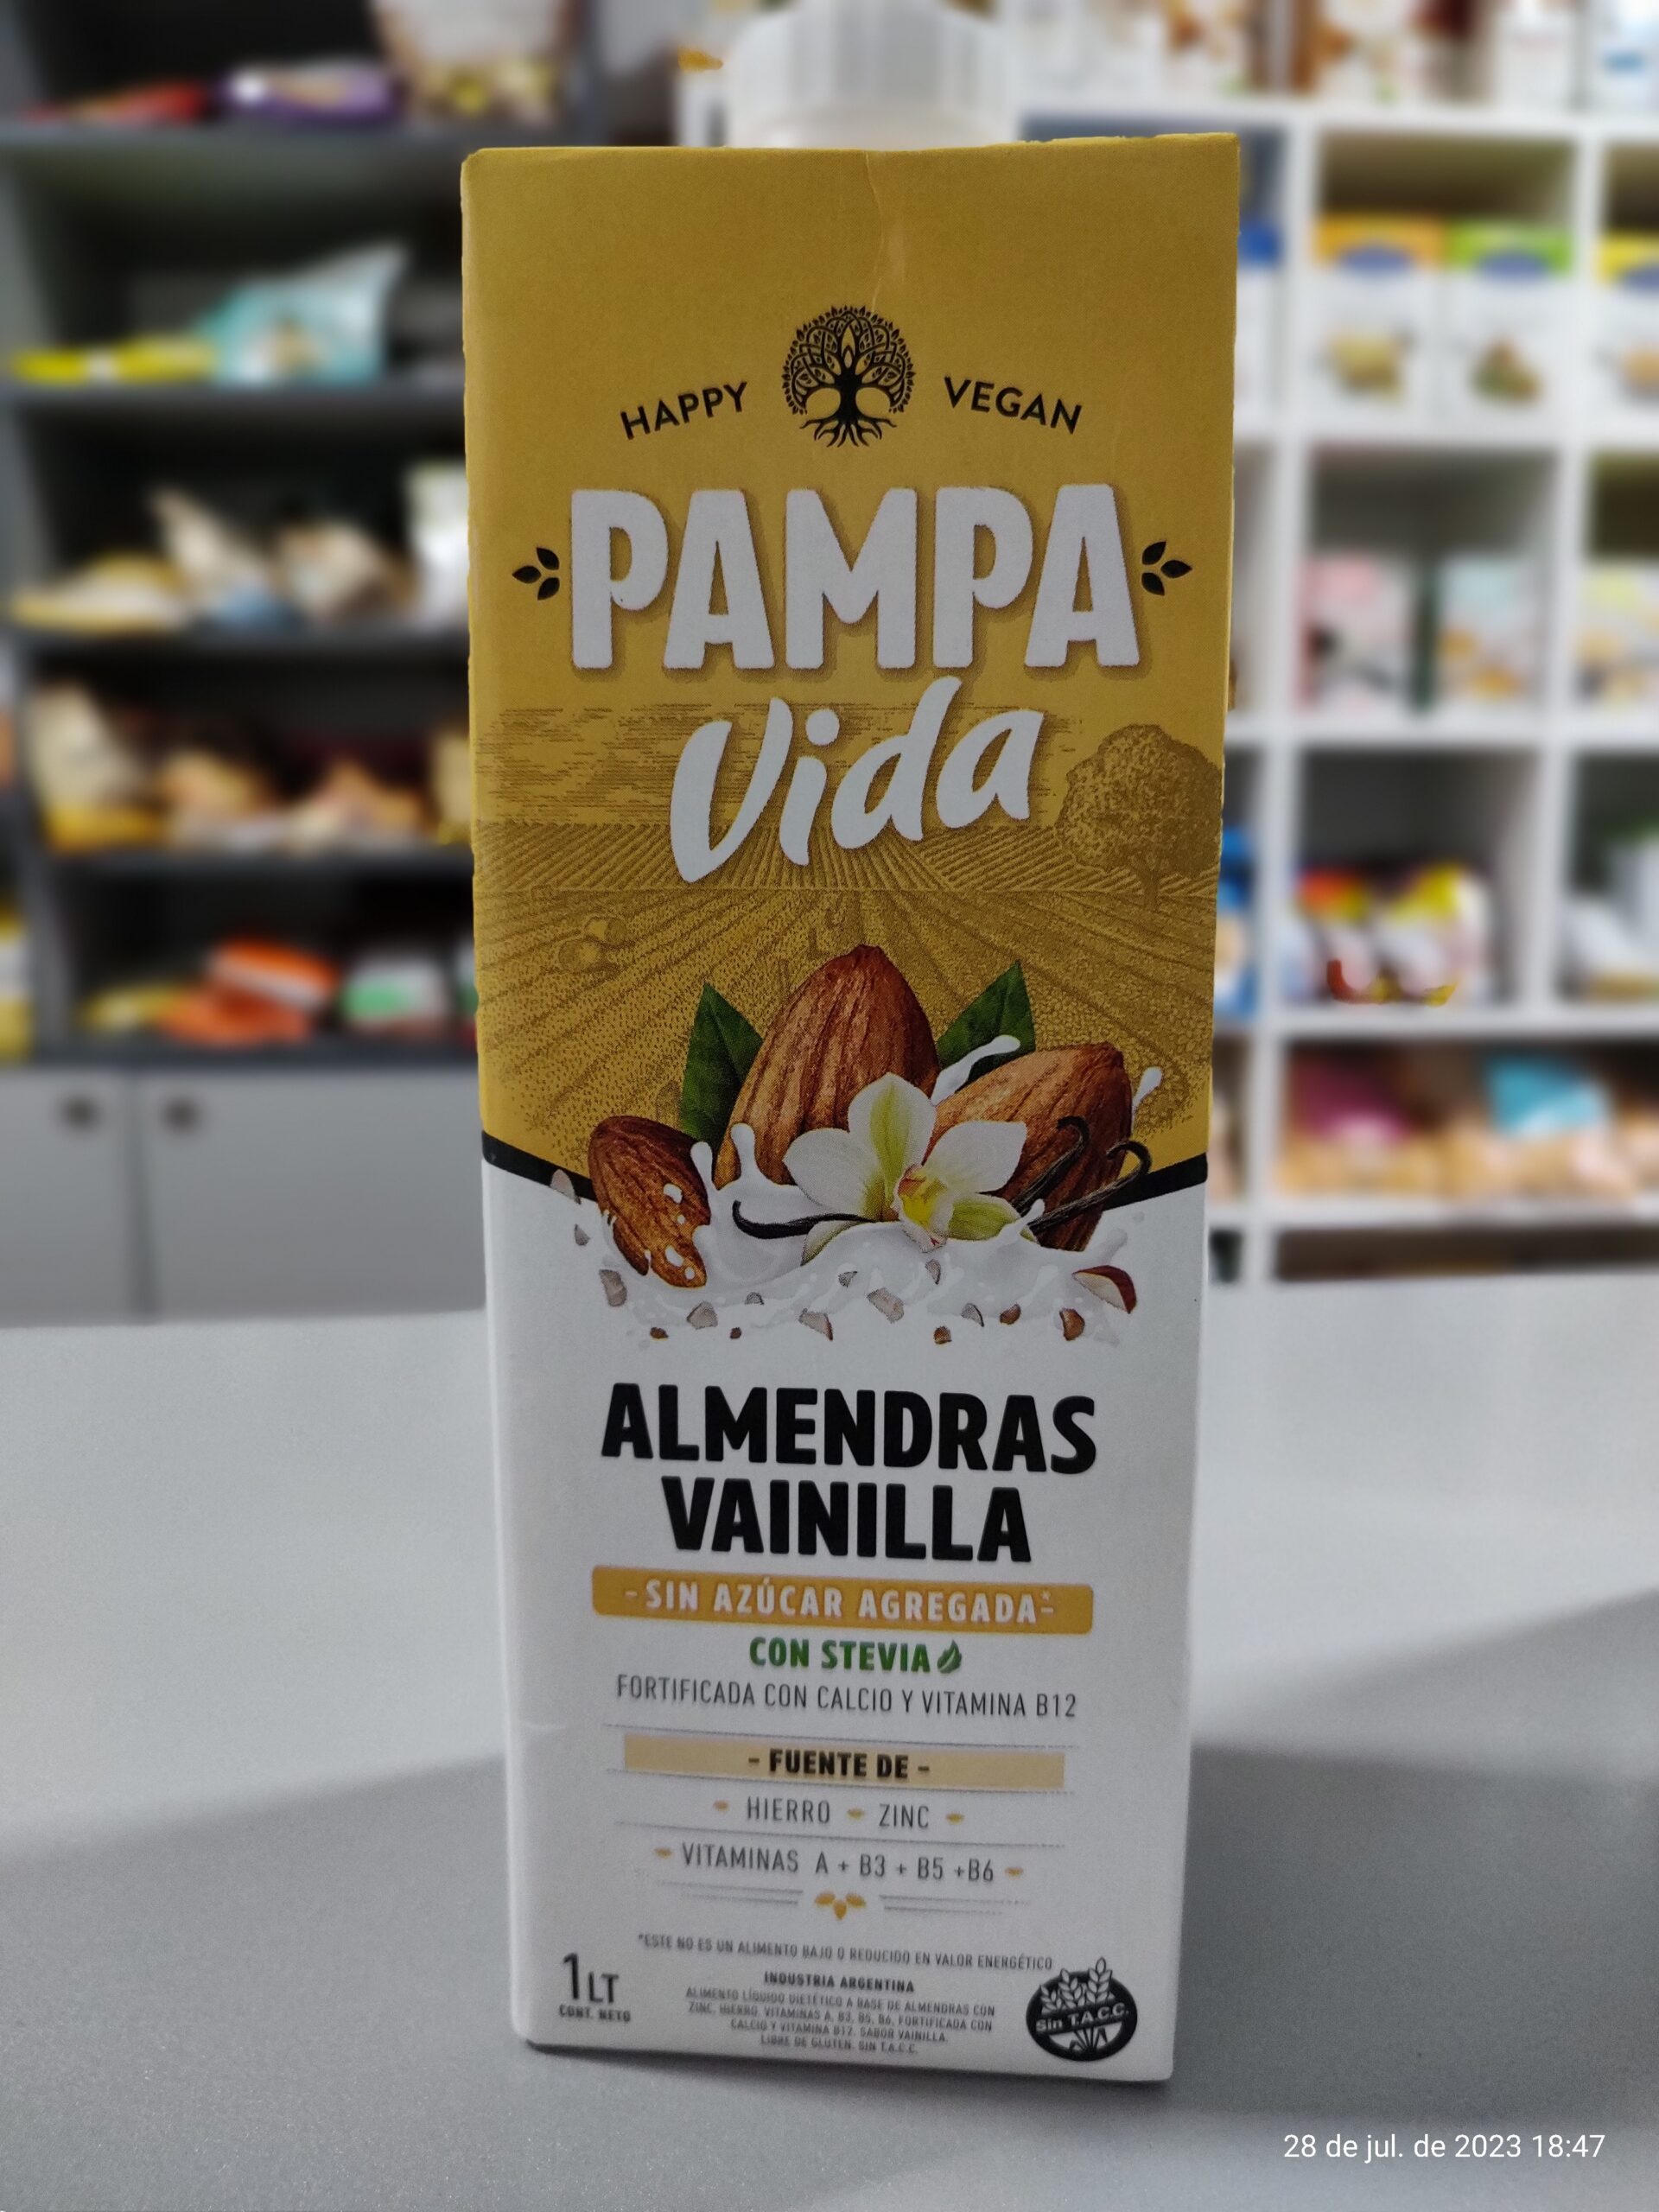 HAPPY VEGAN
PAMPA
Vida
ALMENDRAS
VAINILLA
- SIN AZÚCAR AGREGADA*-
CON STEVIA
FORTIFICADA CON CALCIO Y VITAMINA B12
- FUENTE DE -
HIERRO - ZINC
VITAMINAS A + B3 + B5 +B6
*ESTE NO ES UN ALIMENTO BAJO O REDUCIDO EN VALOR ENERGÉTICO
1LT
CONT. NETO
INDUSTRIA ARGENTINA
ALIMENTO LÍQUIDO DIETÉTICO A BASE DE ALMENDRAS CON
ZINC, HIERRO, VITAMINAS A, B3, B5, B6, FORTIFICADA CON
CALCIO Y VITAMINA B12. SABOR VAINILLA.
LIBRE DE GLUTEN. SIN T.A.C.C.
Sin T.A.C.C.
28 de jul. de 2023 18:47